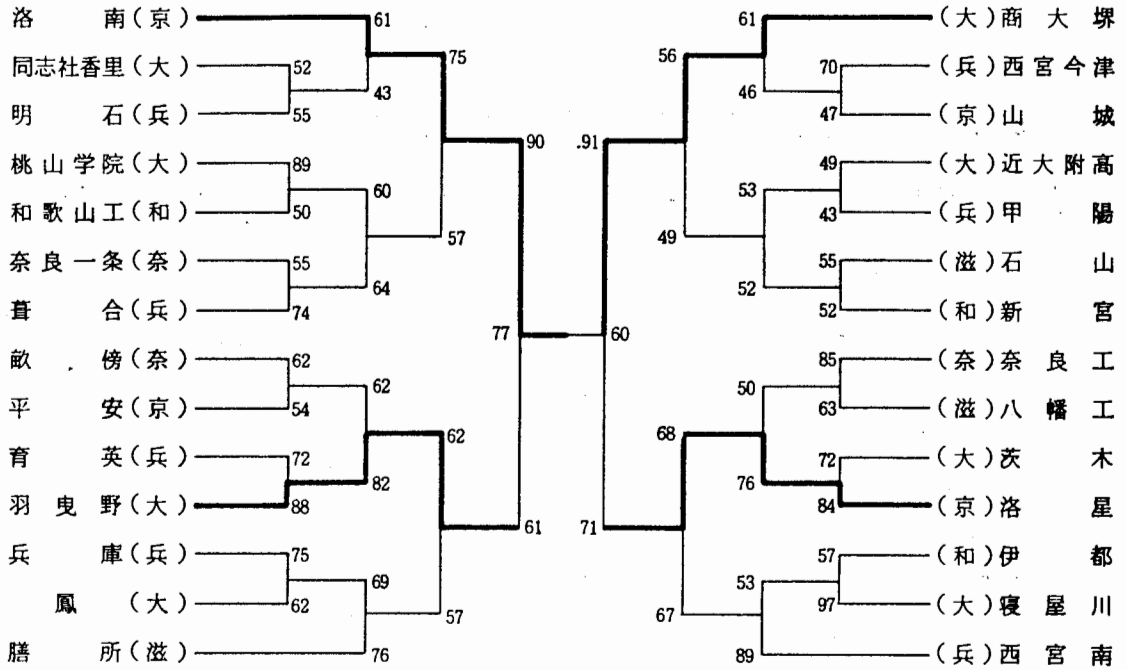 洛南(京) 61 61 (大)商大堺
75 56
同志社香里(大) 52 70 (兵)西宮今津
43 46
明石(兵) 55 47 (京)山城
90 91
桃山学院(大) 89 49 (大)近大附高
60 53
和歌山工(和) 50 43 (兵)甲陽
57 49
奈良一条(奈) 55 55 (滋)石山
64 52
葺合(兵) 74 52 (和)新宮
77 60
畝傍(奈) 62 85 (奈)奈良工
62 50
平安(京) 54 63 (滋)八幡工
62 68
育英(兵) 72 72 (大)茨木
82 76
羽曳野(大) 88 84 (京)洛星
61 71
兵庫(兵) 75 57 (和)伊都
69 53
鳳(大) 62 97 (大)寝屋川
57 67
膳所(滋) 76 89 (兵)西宮南